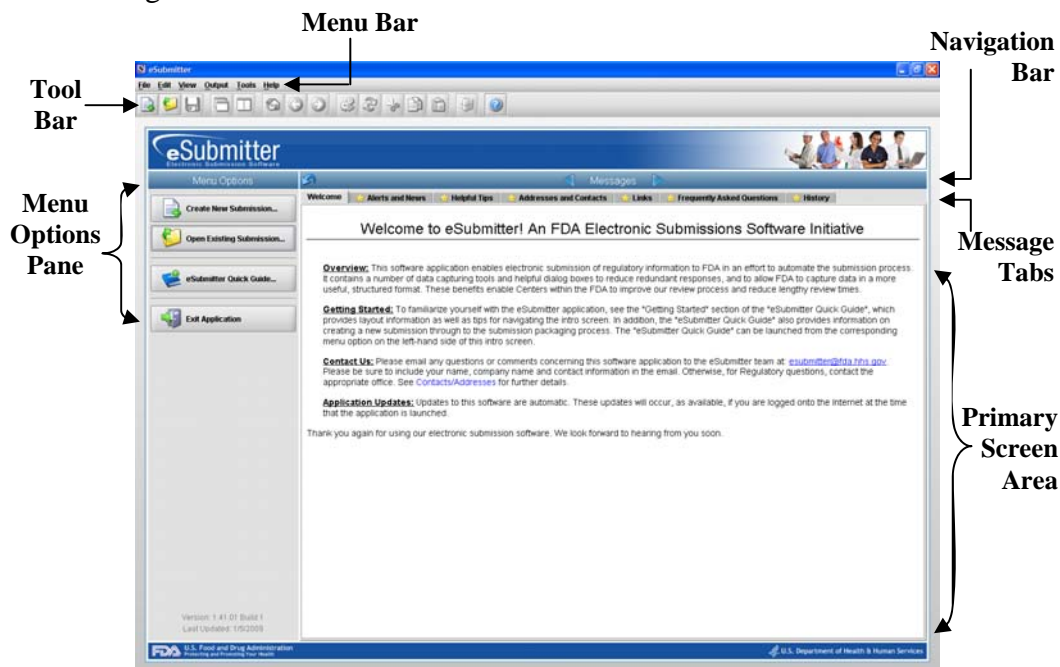 Menu Bar
Navigation
Bar
Tool
Bar
eSubmitter
File Edit View Output Tools Help
eSubmitter
Electronic Submission Software
Menu Options
Messages
Welcome Alerts and News Helpful Tips Addresses and Contacts Links Frequently Asked Questions History
Menu
Options
Pane
Message
Tabs
Primary
Screen
Area
Create New Submission...
Open Existing Submission...
eSubmitter Quick Guide...
Exit Application
Welcome to eSubmitter! An FDA Electronic Submissions Software Initiative
Overview: This software application enables electronic submission of regulatory information to FDA in an effort to automate the submission process.
It contains a number of data capturing tools and helpful dialog boxes to reduce redundant responses, and to allow FDA to capture data in a more
useful, structured format. These benefits enable Centers within the FDA to improve our review process and reduce lengthy review times.
Getting Started: To familiarize yourself with the eSubmitter application, see the "Getting Started" section of the "eSubmitter Quick Guide", which
provides layout information as well as tips for navigating the intro screen. In addition, the "eSubmitter Quick Guide" also provides information on
creating a new submission through to the submission packaging process. The "eSubmitter Quick Guide" can be launched from the corresponding
menu option on the left-hand side of this intro screen.
Contact Us: Please email any questions or comments concerning this software application to the eSubmitter team at: esubmitter@fda.hhs.gov.
Please be sure to include your name, company name and contact information in the email. Otherwise, for Regulatory questions, contact the
appropriate office. See Contacts/Addresses for further details.
Application Updates: Updates to this software are automatic. These updates will occur, as available, if you are logged onto the Internet at the time
that the application is launched.
Thank you again for using our electronic submission software. We look forward to hearing from you soon.
Version: 1.41.01 Build 1
Last Updated: 1/5/2009
FDA U.S. Food and Drug Administration
Protecting and Promoting Your Health
U.S. Department of Health & Human Services